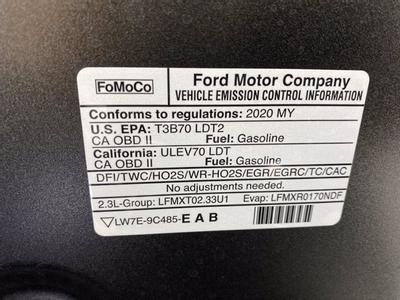 FoMoCo
Ford Motor Company
VEHICLE EMISSION CONTROL INFORMATION
Conforms to regulations: 2020 MY
U.S. EPA: T3B70 LDT2
CA OBD II Fuel: Gasoline
California: ULEV70 LDT
CA OBD II Fuel: Gasoline
DFI/TWC/HO2S/WR-HO2S/EGR/EGRC/TC/CAC
No adjustments needed.
2.3L-Group: LFMXT02.33U1 Evap: LFMXR0170NDF
LW7E-9C485-E A B